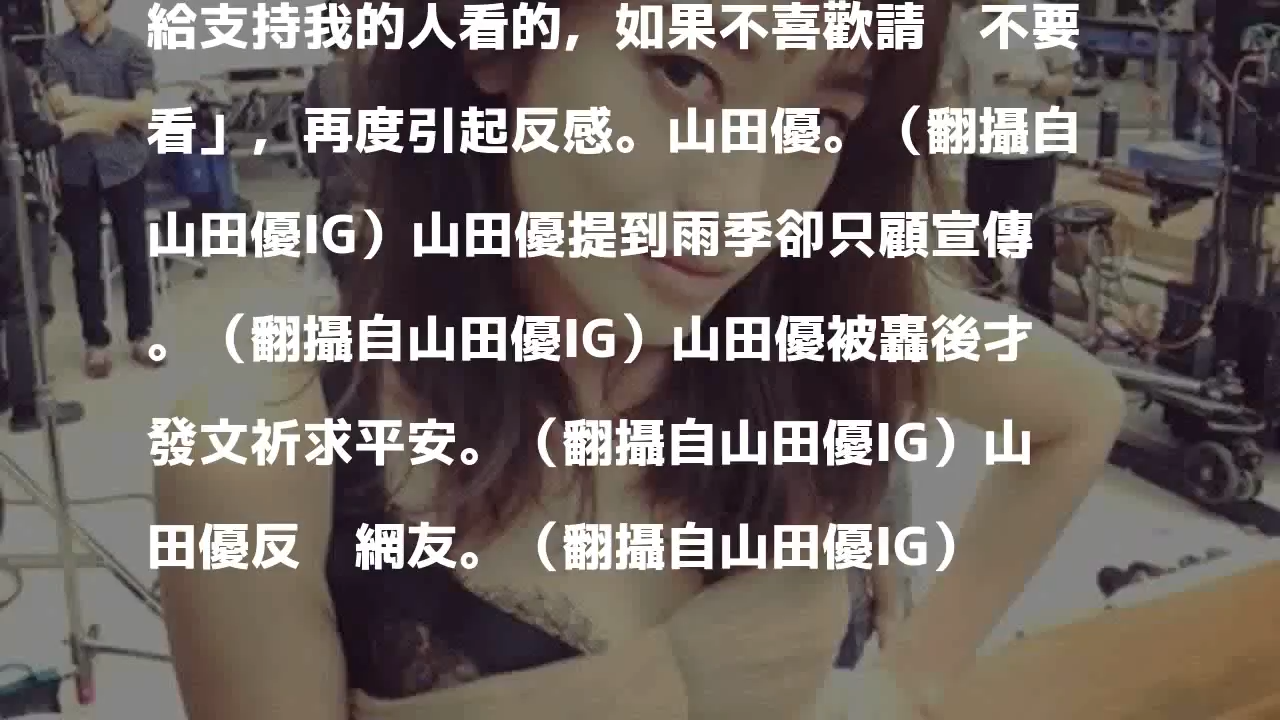 給支持我的人看的，如果不喜歡請　不要
看」，再度引起反感。山田優。（翻攝自
山田優IG）山田優提到雨季卻只顧宣傳
。（翻攝自山田優IG）山田優被轟後才
發文祈求平安。（翻攝自山田優IG）山
田優反　網友。（翻攝自山田優IG）